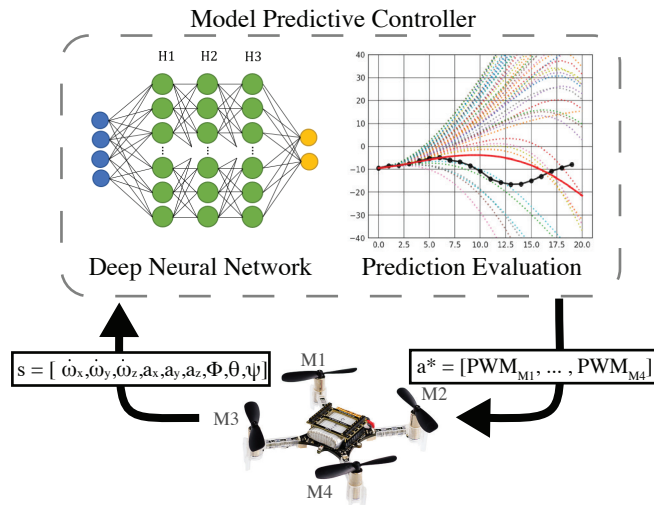 Model Predictive Controller
H1 H2 H3
⋮ ⋮ ⋮
40
30
20
10
0
−10
−20
−30
−40
0.0 2.5 5.0 7.5 10.0 12.5 15.0 17.5 20.0
Deep Neural Network
Prediction Evaluation
s = [ ω̇x,ω̇y,ω̇z,ax,ay,az,Φ,θ,ψ]
a* = [PWMM1, ... , PWMM4]
M1
M2
M3
M4